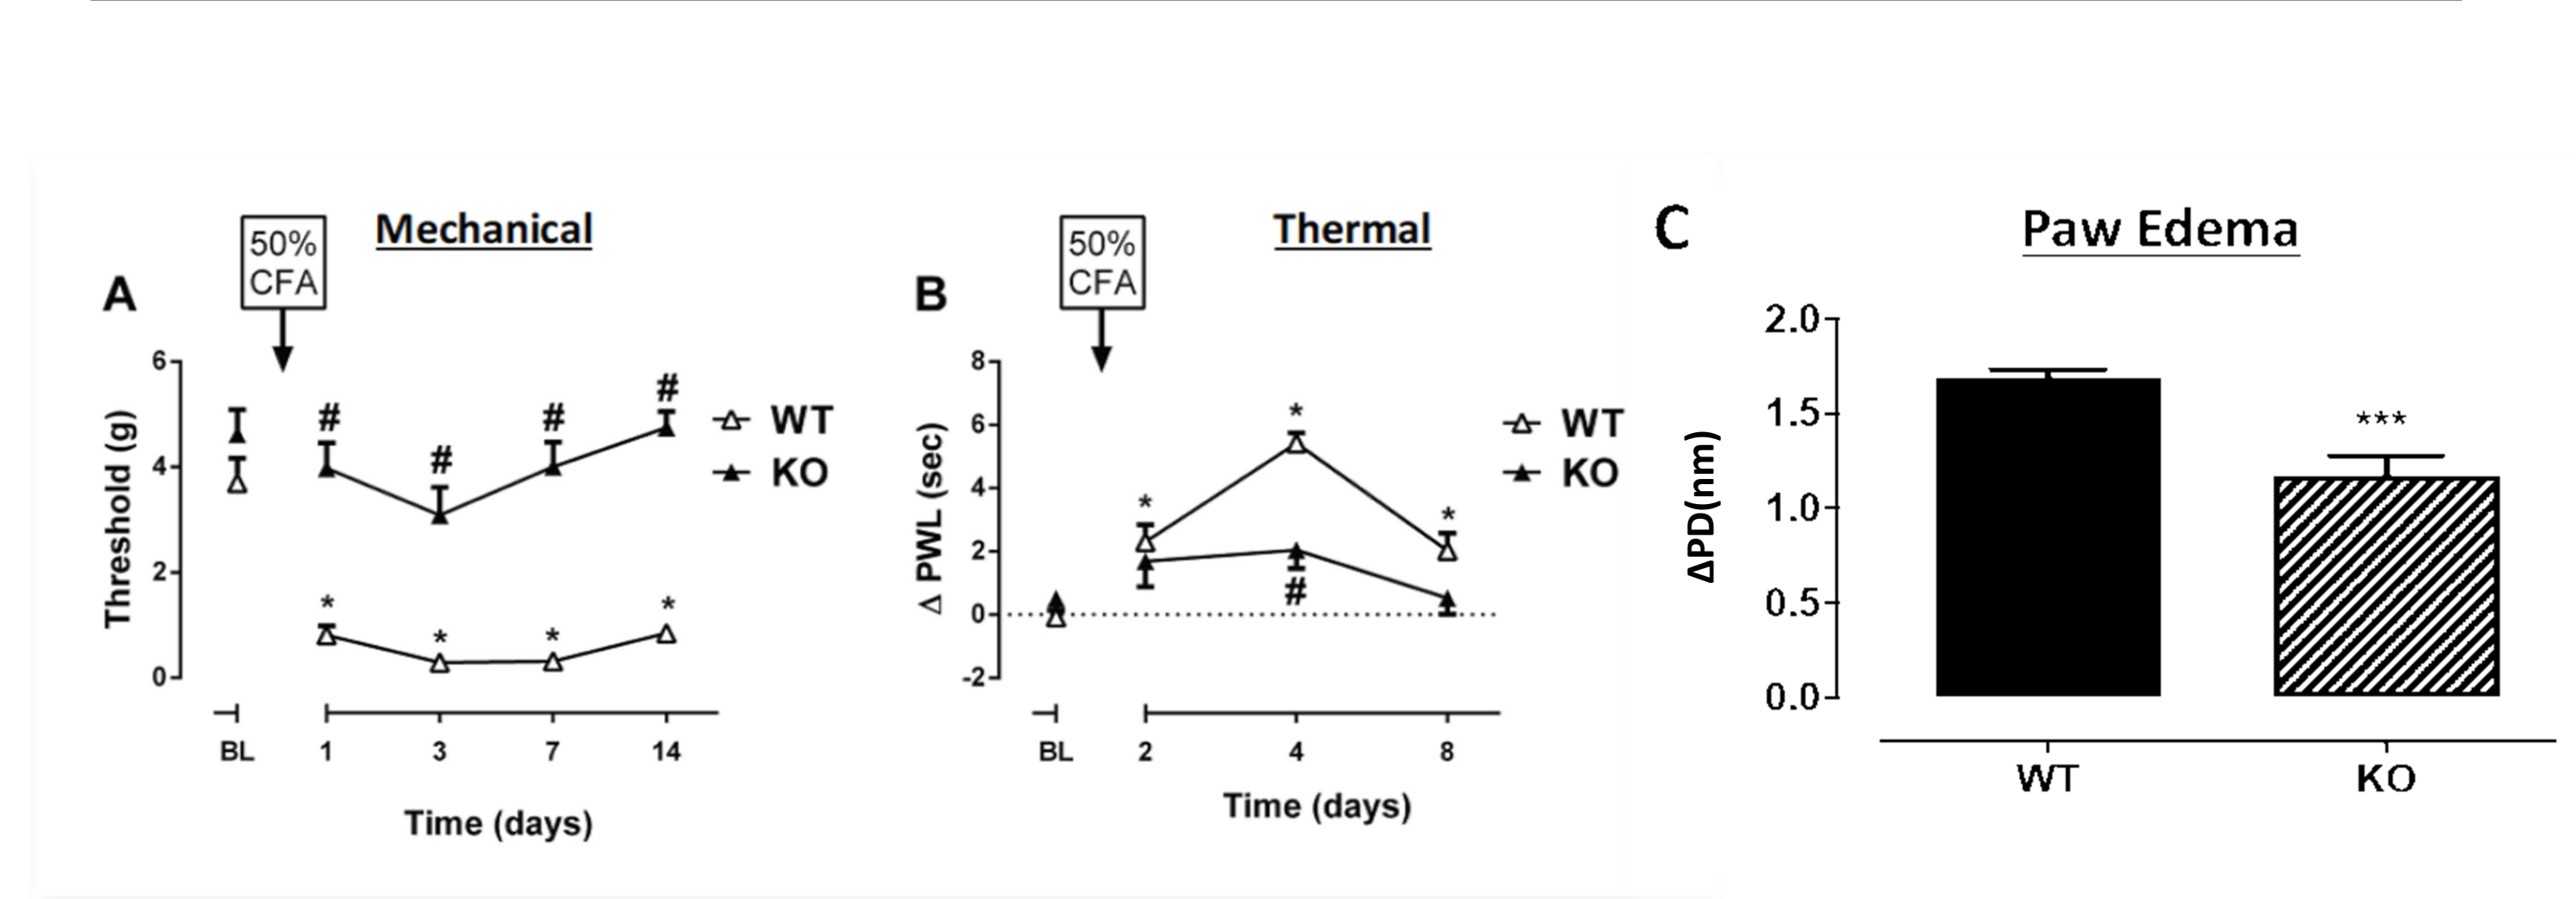 50%
CFA
Mechanical
A
Threshold (g)
6
4
2
0
#
#
#
#
*
*
*
*
WT
KO
BL
1
3
7
14
Time (days)
50%
CFA
Thermal
B
Δ PWL (sec)
8
6
4
2
0
-2
*
*
*
#
WT
KO
BL
2
4
8
Time (days)
C
Paw Edema
ΔPD(nm)
2.0
1.5
1.0
0.5
0.0
***
WT
KO